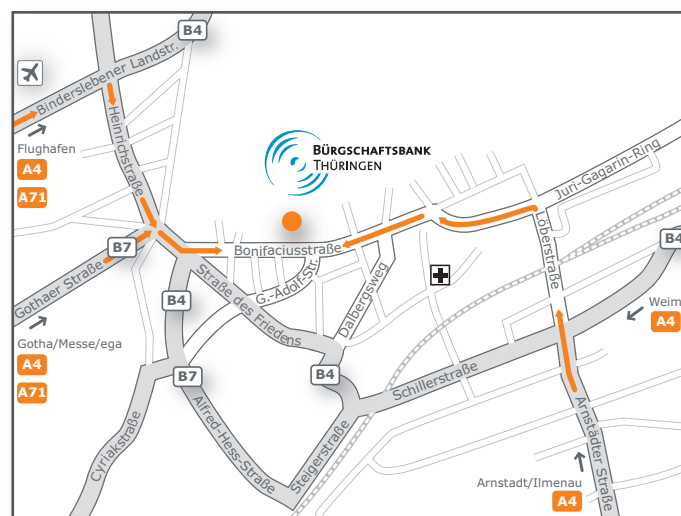 B4
Binderslebener Landstr.
Flughafen
A4
A71
Heinrichstraße
BÜRGSCHAFTSBANK
THÜRINGEN
Juri-Gagarin-Ring
B7
Bonifaciusstraße
Löberstraße
B4
Gothaer Straße
G.-Adolf-Str.
Dalbergsweg
B4
Straße des Friedens
Weim
A4
Gotha/Messe/ega
A4
A71
B7
B4
Schillerstraße
Cyriakstraße
Alfred-Hess-Straße
Steigerstraße
Arnstädter Straße
Arnstadt/Ilmenau
A4